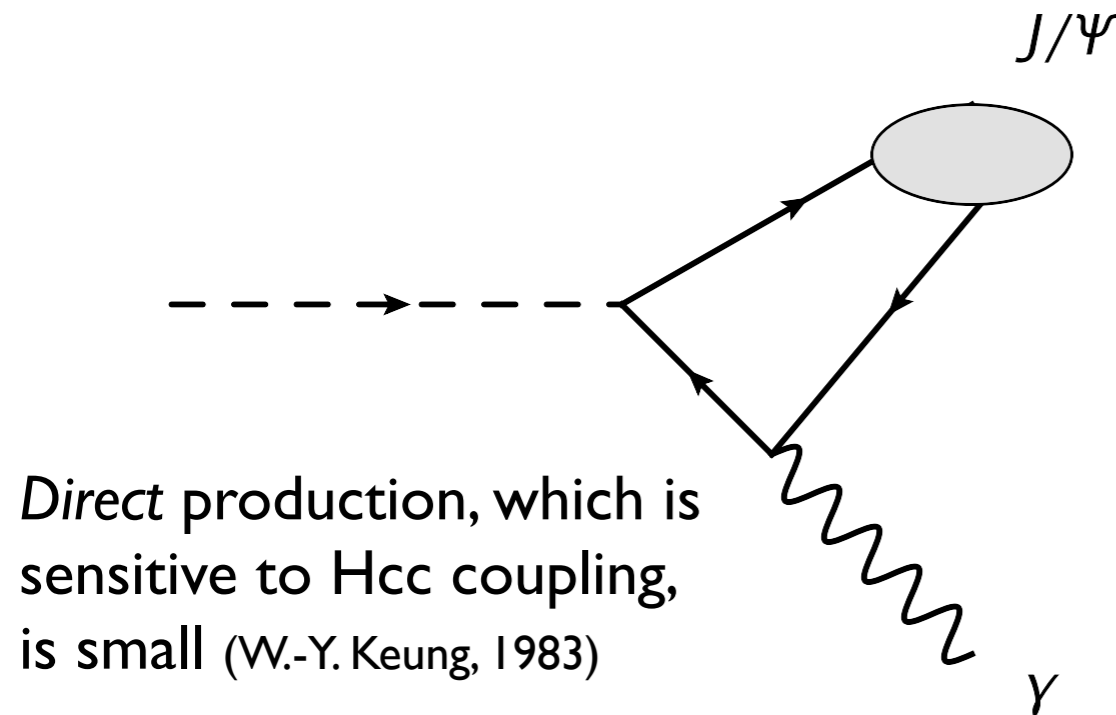 J/Ψ
Direct production, which is
sensitive to Hcc coupling,
is small (W.-Y. Keung, 1983)
γ